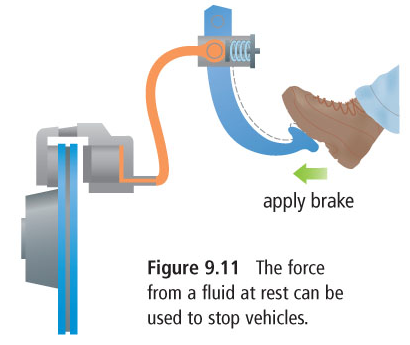 apply brake
Figure 9.11 The force
from a fluid at rest can be
used to stop vehicles.